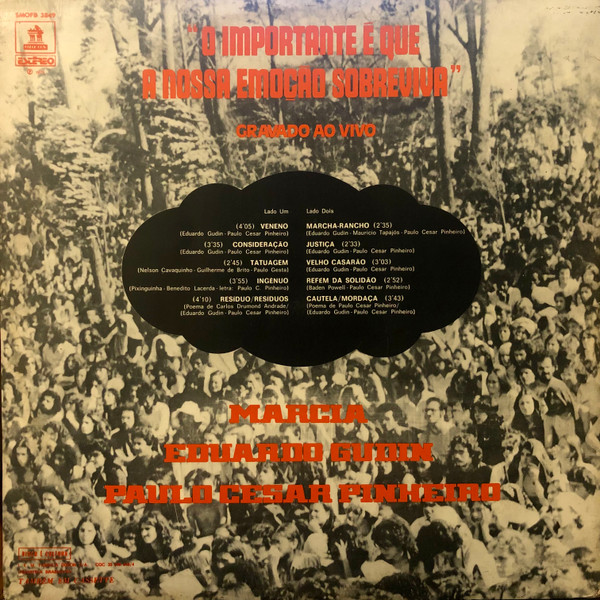 SMOFB 3869
ODEON
ESTÉREO
"O IMPORTANTE É QUE
A NOSSA EMOÇÃO SOBREVIVA"
GRAVADO AO VIVO
Lado Um
(4'05) VENENO
(Eduardo Gudin-Paulo Cesar Pinheiro)
(3'35) CONSIDERAÇÃO
(Eduardo Gudin-Paulo Cesar Pinheiro)
(2'45) TATUAGEM
(Nelson Cavaquinho-Guilherme de Brito-Paulo Gesta)
(3'55) INGENUO
(Pixinguinha-Benedito Lacerda-letra: Paulo C. Pinheiro)
(4'10) RESIDUO/RESIDUOS
(Poema de Carlos Drumond Andrade/
(Eduardo Gudin-Paulo Cesar Pinheiro)
Lado Dois
MARCHA-RANCHO (2'35)
(Eduardo Gudin-Mauricio Tapajós-Paulo Cesar Pinheiro)
JUSTIÇA (2'33)
(Eduardo Gudin-Paulo Cesar Pinheiro)
VELHO CASARÃO (3'03)
(Eduardo Gudin-Paulo Cesar Pinheiro)
REFEM DA SOLIDÃO (2'52)
(Baden Powell-Paulo Cesar Pinheiro)
CAUTELA/MORDAÇA (3'43)
(Poema de Paulo Cesar Pinheiro/
(Eduardo Gudin-Paulo Cesar Pinheiro)
MARCIA
EDUARDO GUDIN
PAULO CESAR PINHEIRO